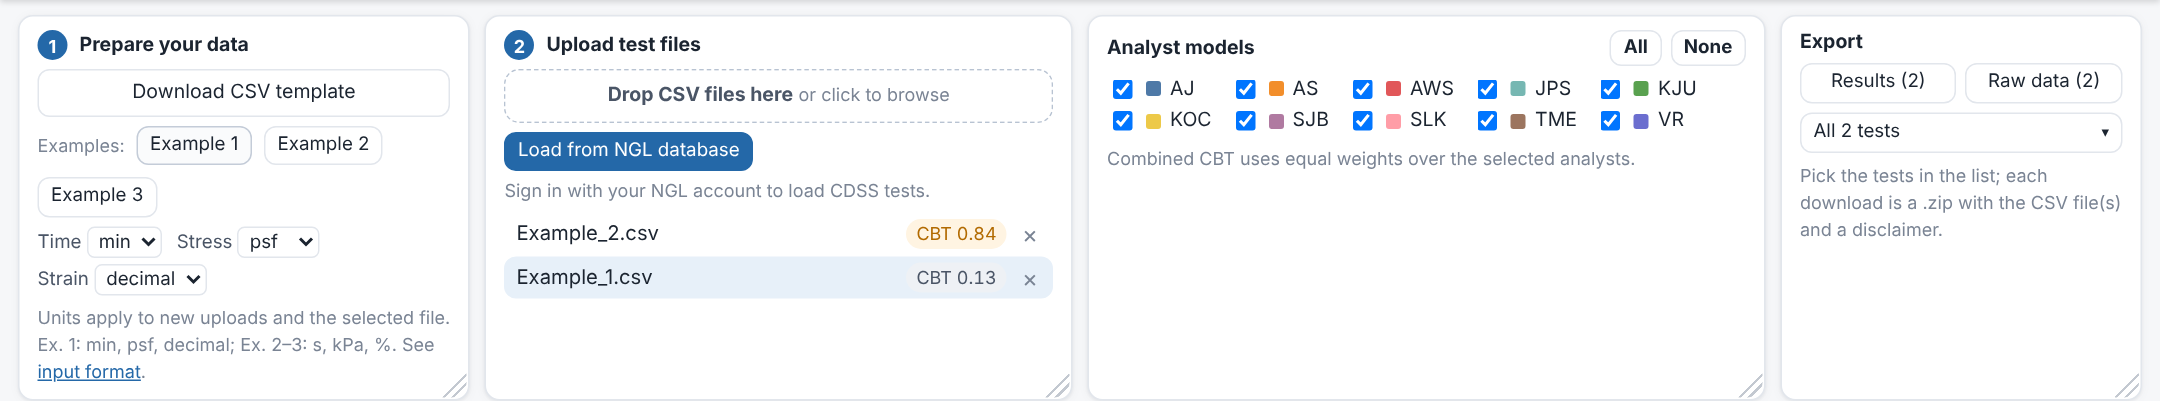 1 Prepare your data
Download CSV template
Examples: Example 1 Example 2
Example 3
Time min Stress psf
Strain decimal
Units apply to new uploads and the selected file.
Ex. 1: min, psf, decimal; Ex. 2–3: s, kPa, %. See
input format.
2 Upload test files
Drop CSV files here or click to browse
Load from NGL database
Sign in with your NGL account to load CDSS tests.
Example_2.csv CBT 0.84 ×
Example_1.csv CBT 0.13 ×
Analyst models All None
AJ AS AWS JPS KJU
KOC SJB SLK TME VR
Combined CBT uses equal weights over the selected analysts.
Export
Results (2) Raw data (2)
All 2 tests
Pick the tests in the list; each
download is a .zip with the CSV file(s)
and a disclaimer.